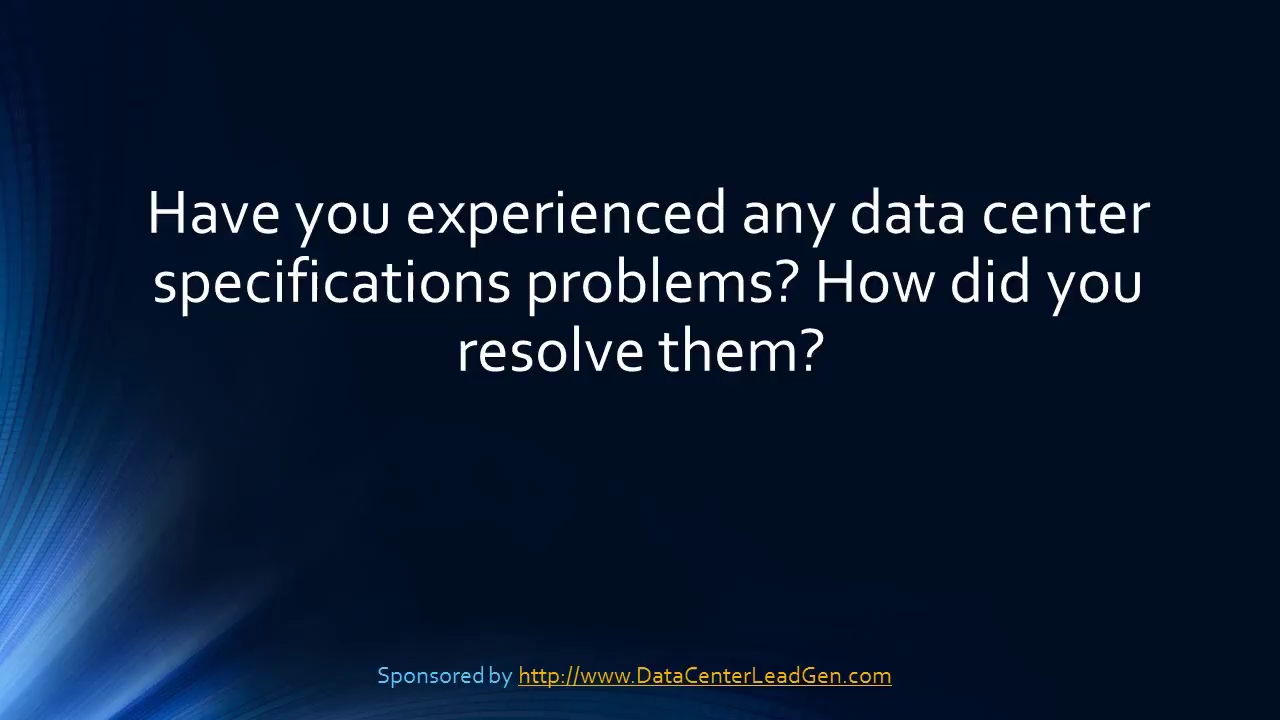 Have you experienced any data center
specifications problems? How did you
resolve them?
Sponsored by http://www.DataCenterLeadGen.com